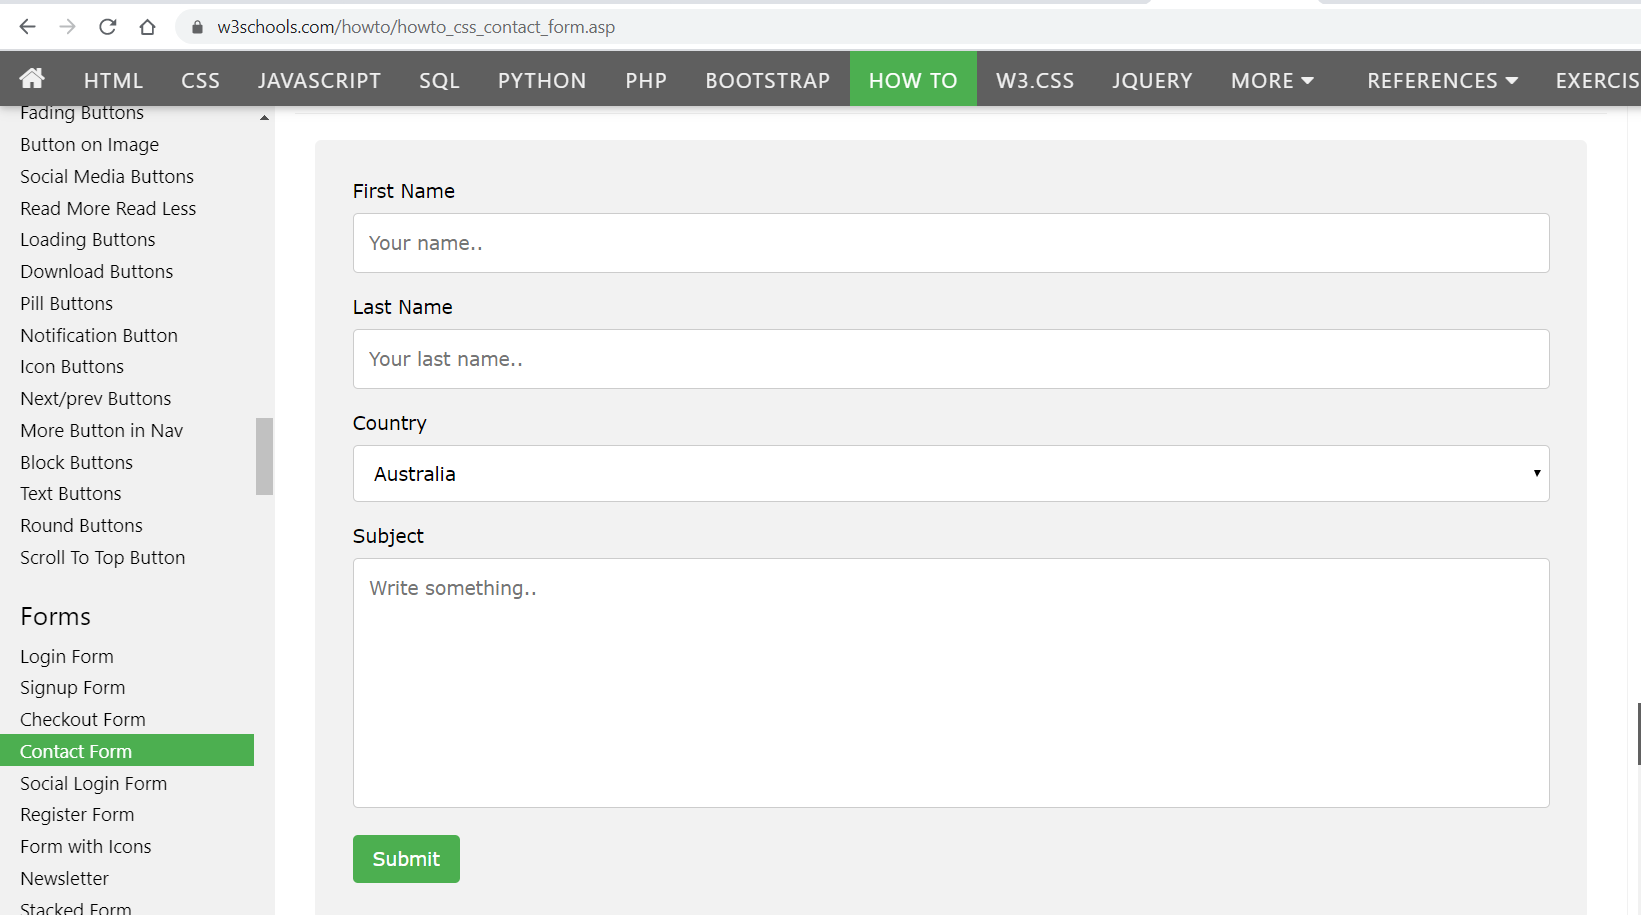 w3schools.com/howto/howto_css_contact_form.asp
HTML CSS JAVASCRIPT SQL PYTHON PHP BOOTSTRAP HOW TO W3.CSS JQUERY MORE REFERENCES EXERCIS
Fading Buttons
Button on Image
Social Media Buttons
Read More Read Less
Loading Buttons
Download Buttons
Pill Buttons
Notification Button
Icon Buttons
Next/prev Buttons
More Button in Nav
Block Buttons
Text Buttons
Round Buttons
Scroll To Top Button
Forms
Login Form
Signup Form
Checkout Form
Contact Form
Social Login Form
Register Form
Form with Icons
Newsletter
Stacked Form
First Name
Your name..
Last Name
Your last name..
Country
Australia
Subject
Write something..
Submit